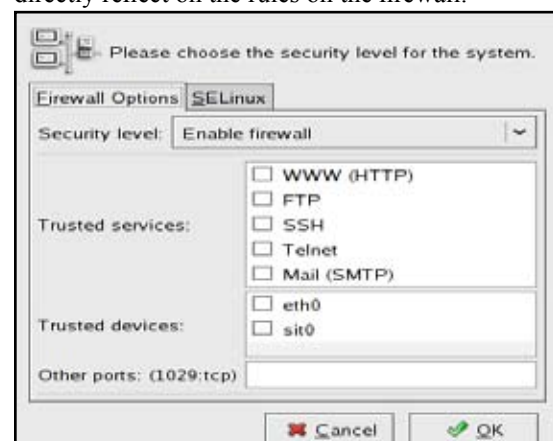 directly reflect on the rules on the firewall.
Please choose the security level for the system.
Firewall Options SELinux
Security level: Enable firewall
Trusted services:
WWW (HTTP)
FTP
SSH
Telnet
Mail (SMTP)
Trusted devices:
eth0
sit0
Other ports: (1029:tcp)
Cancel OK